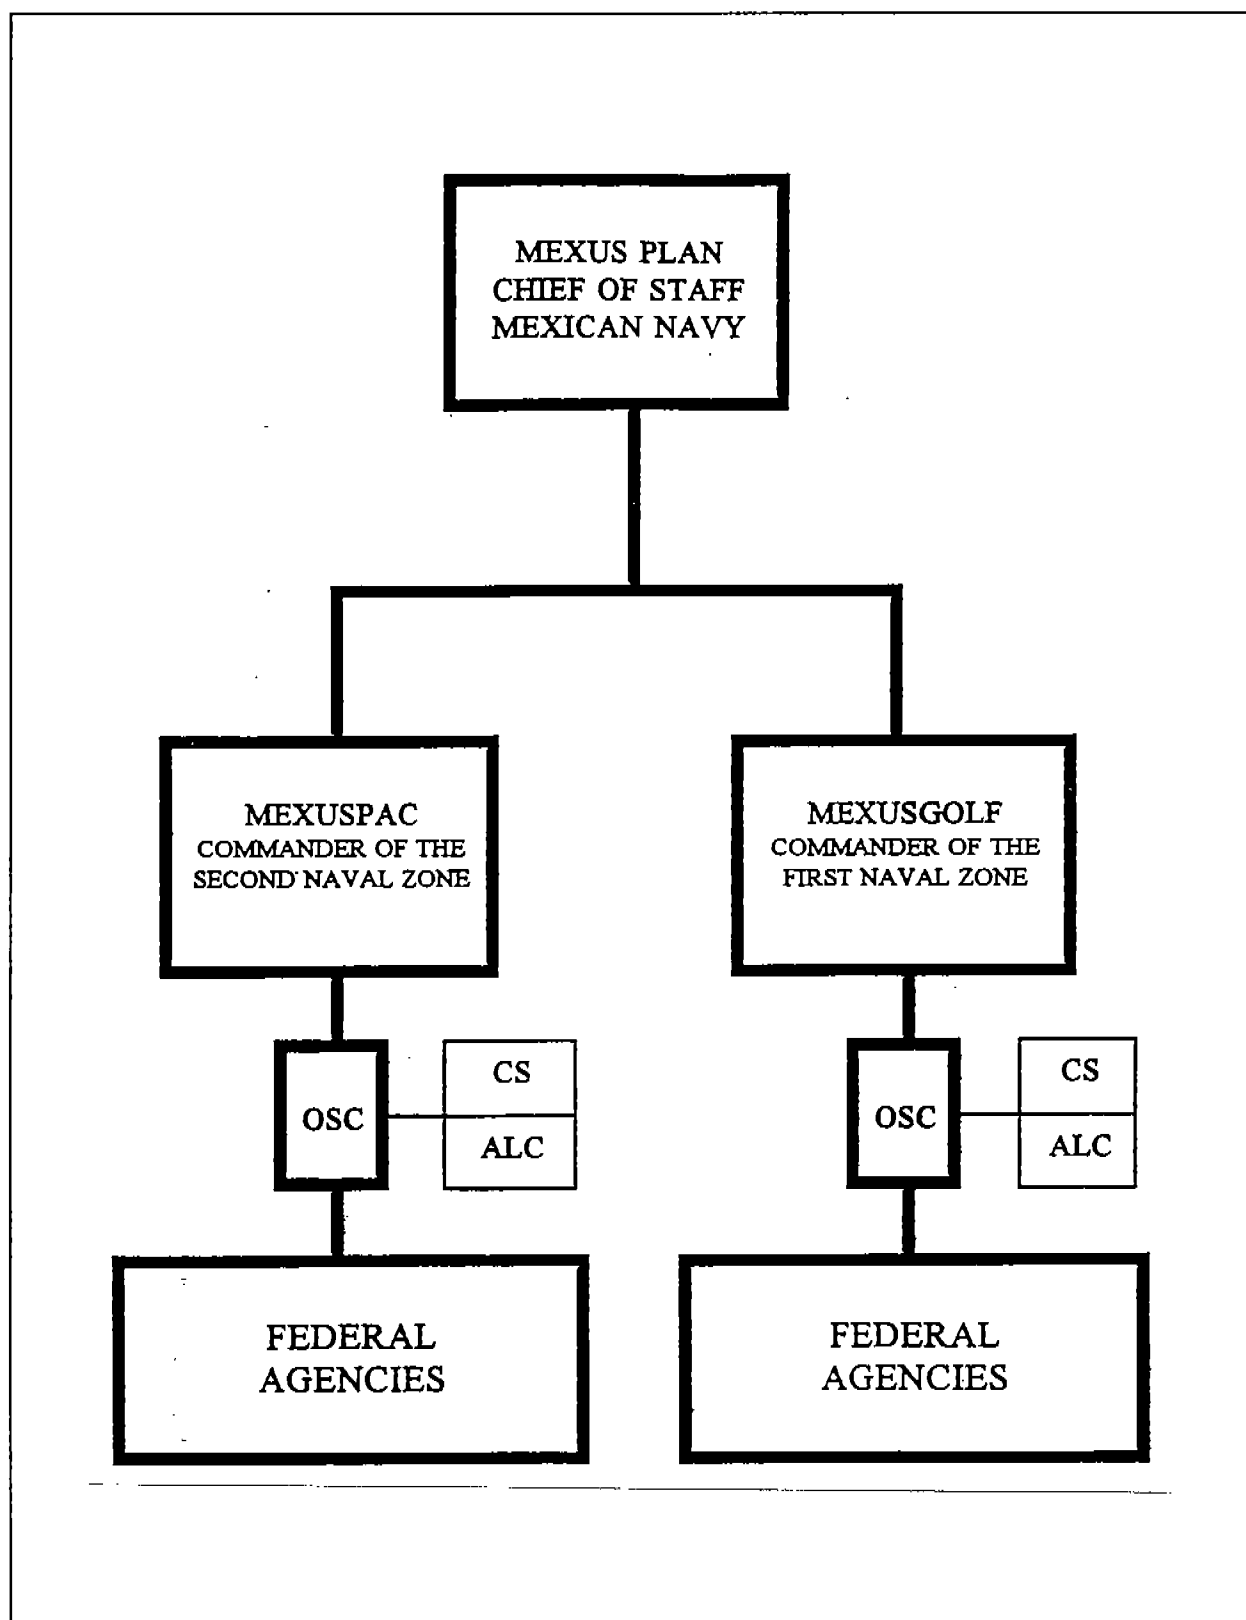 MEXUS PLAN
CHIEF OF STAFF
MEXICAN NAVY
MEXUSPAC
COMMANDER OF THE
SECOND NAVAL ZONE
MEXUSGOLF
COMMANDER OF THE
FIRST NAVAL ZONE
OSC
CS
ALC
OSC
CS
ALC
FEDERAL
AGENCIES
FEDERAL
AGENCIES